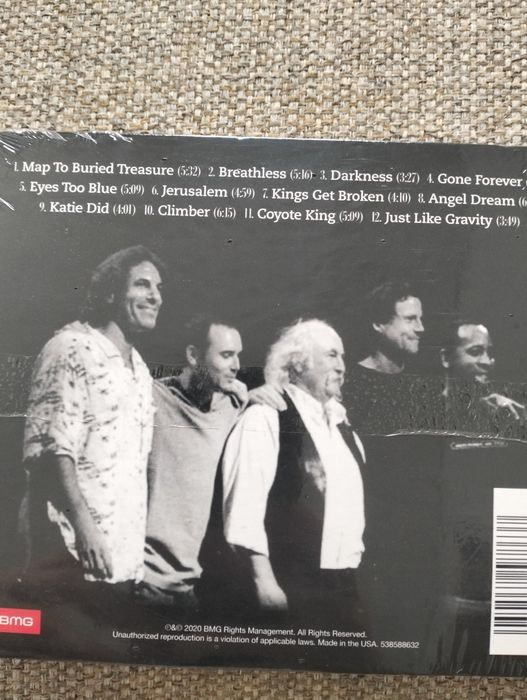 1. Map To Buried Treasure (5:32) 2. Breathless (5:16) 3. Darkness (3:27) 4. Gone Forever
5. Eyes Too Blue (5:09) 6. Jerusalem (4:59) 7. Kings Get Broken (4:10) 8. Angel Dream (6
9. Katie Did (4:01) 10. Climber (6:15) 11. Coyote King (5:09) 12. Just Like Gravity (3:49)
BMG
©&℗ 2020 BMG Rights Management. All Rights Reserved.
Unauthorized reproduction is a violation of applicable laws. Made in the USA. 538588632